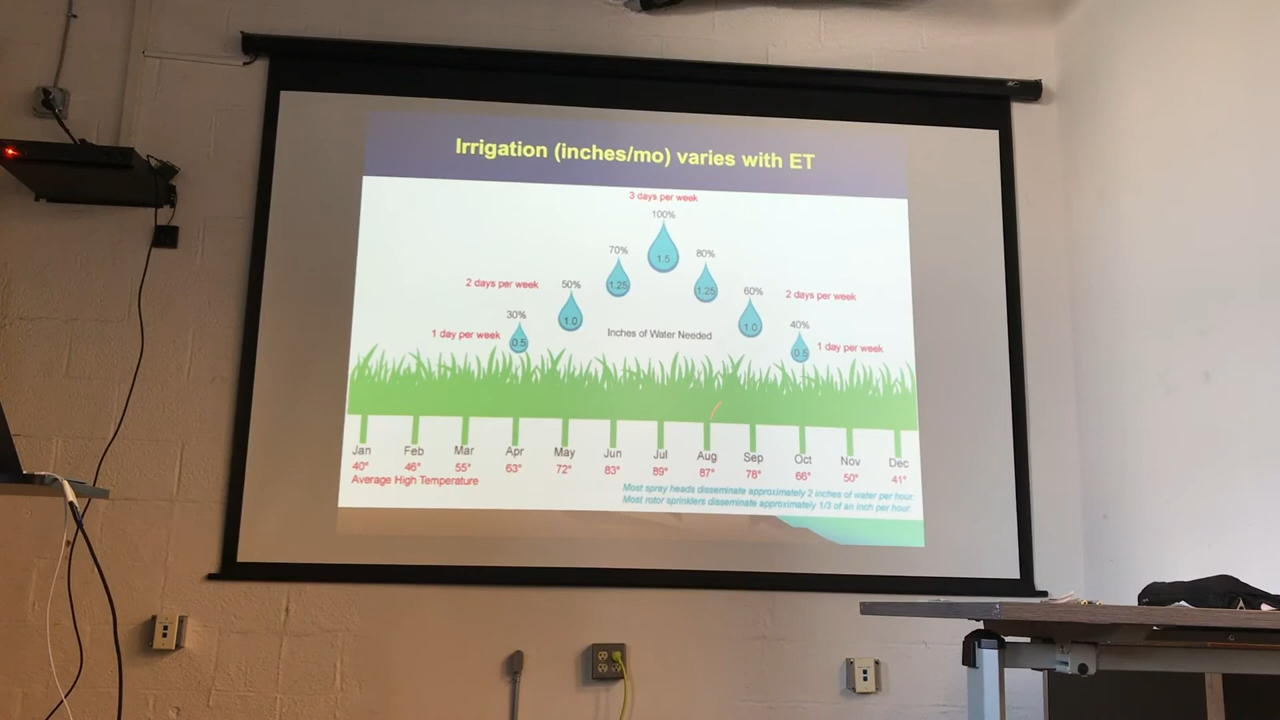 Irrigation (inches/mo) varies with ET
3 days per week
100%
1.5
70%
1.25
80%
1.25
2 days per week
50%
1.0
60%
1.0
2 days per week
30%
0.5
1 day per week
Inches of Water Needed
40%
0.5
1 day per week
Jan Feb Mar Apr May Jun Jul Aug Sep Oct Nov Dec
40° 46° 55° 63° 72° 83° 89° 87° 78° 66° 50° 41°
Average High Temperature
Most spray heads disseminate approximately 2 inches of water per hour.
Most rotor sprinklers disseminate approximately 1/3 of an inch per hour.